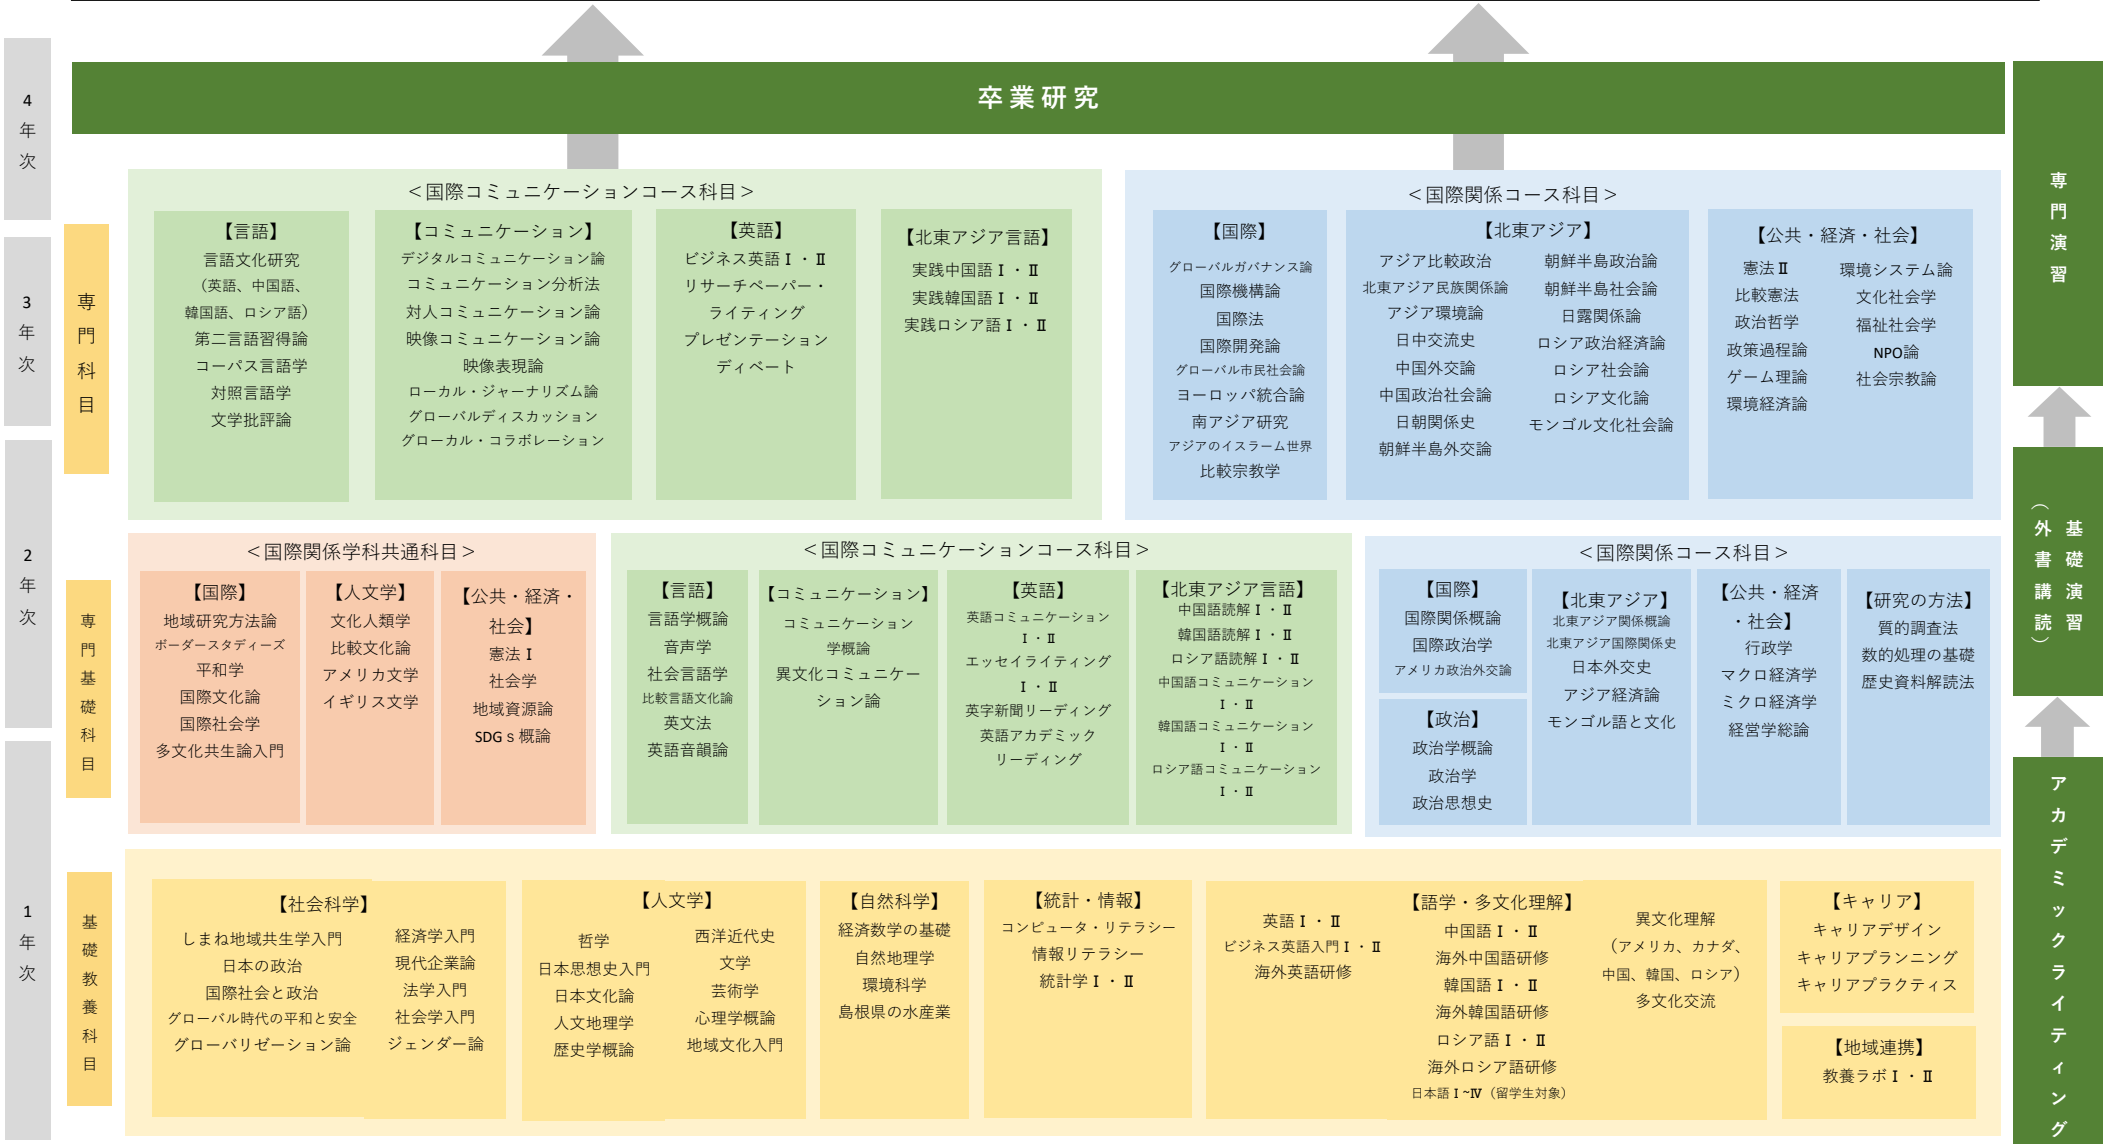 卒業研究
4年次
3年次
2年次
1年次
専門科目
専門基礎科目
基礎教養科目
＜国際コミュニケーションコース科目＞
【言語】
言語文化研究
（英語、中国語、
韓国語、ロシア語）
第二言語習得論
コーパス言語学
対照言語学
文学批評論
【コミュニケーション】
デジタルコミュニケーション論
コミュニケーション分析法
対人コミュニケーション論
映像コミュニケーション論
映像表現論
ローカル・ジャーナリズム論
グローバルディスカッション
グローカル・コラボレーション
【英語】
ビジネス英語Ⅰ・Ⅱ
リサーチペーパー・
ライティング
プレゼンテーション
ディベート
【北東アジア言語】
実践中国語Ⅰ・Ⅱ
実践韓国語Ⅰ・Ⅱ
実践ロシア語Ⅰ・Ⅱ
＜国際関係コース科目＞
【国際】
グローバルガバナンス論
国際機構論
国際法
国際開発論
グローバル市民社会論
ヨーロッパ統合論
南アジア研究
アジアのイスラーム世界
比較宗教学
【北東アジア】
アジア比較政治
北東アジア民族関係論
アジア環境論
日中交流史
中国外交論
中国政治社会論
日朝関係史
朝鮮半島外交論
朝鮮半島政治論
朝鮮半島社会論
日露関係論
ロシア政治経済論
ロシア社会論
ロシア文化論
モンゴル文化社会論
【公共・経済・社会】
憲法Ⅱ
比較憲法
政治哲学
政策過程論
ゲーム理論
環境経済論
環境システム論
文化社会学
福祉社会学
NPO論
社会宗教論
＜国際関係学科共通科目＞
【国際】
地域研究方法論
ボーダースタディーズ
平和学
国際文化論
国際社会学
多文化共生論入門
【人文学】
文化人類学
比較文化論
アメリカ文学
イギリス文学
【公共・経済・
社会】
憲法Ⅰ
社会学
地域資源論
SDGｓ概論
＜国際コミュニケーションコース科目＞
【言語】
言語学概論
音声学
社会言語学
比較言語文化論
英文法
英語音韻論
【コミュニケーション】
コミュニケーション
学概論
異文化コミュニケー
ション論
【英語】
英語コミュニケーション
Ⅰ・Ⅱ
エッセイライティング
Ⅰ・Ⅱ
英字新聞リーディング
英語アカデミック
リーディング
【北東アジア言語】
中国語読解Ⅰ・Ⅱ
韓国語読解Ⅰ・Ⅱ
ロシア語読解Ⅰ・Ⅱ
中国語コミュニケーション
Ⅰ・Ⅱ
韓国語コミュニケーション
Ⅰ・Ⅱ
ロシア語コミュニケーション
Ⅰ・Ⅱ
＜国際関係コース科目＞
【国際】
国際関係概論
国際政治学
アメリカ政治外交論
【政治】
政治学概論
政治学
政治思想史
【北東アジア】
北東アジア関係概論
北東アジア国際関係史
日本外交史
アジア経済論
モンゴル語と文化
【公共・経済
・社会】
行政学
マクロ経済学
ミクロ経済学
経営学総論
【研究の方法】
質的調査法
数的処理の基礎
歴史資料解読法
【社会科学】
しまね地域共生学入門
日本の政治
国際社会と政治
グローバル時代の平和と安全
グローバリゼーション論
経済学入門
現代企業論
法学入門
社会学入門
ジェンダー論
【人文学】
哲学
日本思想史入門
日本文化論
人文地理学
歴史学概論
西洋近代史
文学
芸術学
心理学概論
地域文化入門
【自然科学】
経済数学の基礎
自然地理学
環境科学
島根県の水産業
【統計・情報】
コンピュータ・リテラシー
情報リテラシー
統計学Ⅰ・Ⅱ
【語学・多文化理解】
英語Ⅰ・Ⅱ
ビジネス英語入門Ⅰ・Ⅱ
海外英語研修
中国語Ⅰ・Ⅱ
海外中国語研修
韓国語Ⅰ・Ⅱ
海外韓国語研修
ロシア語Ⅰ・Ⅱ
海外ロシア語研修
日本語Ⅰ~Ⅳ（留学生対象）
異文化理解
（アメリカ、カナダ、
中国、韓国、ロシア）
多文化交流
【キャリア】
キャリアデザイン
キャリアプランニング
キャリアプラクティス
【地域連携】
教養ラボⅠ・Ⅱ
専門演習
基礎演習
（外書講読）
アカデミックライティング